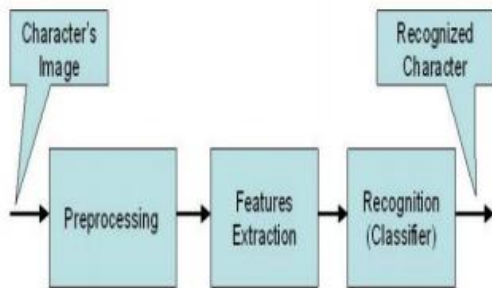 Character's
Image
Recognized
Character
Preprocessing
Features
Extraction
Recognition
(Classifier)